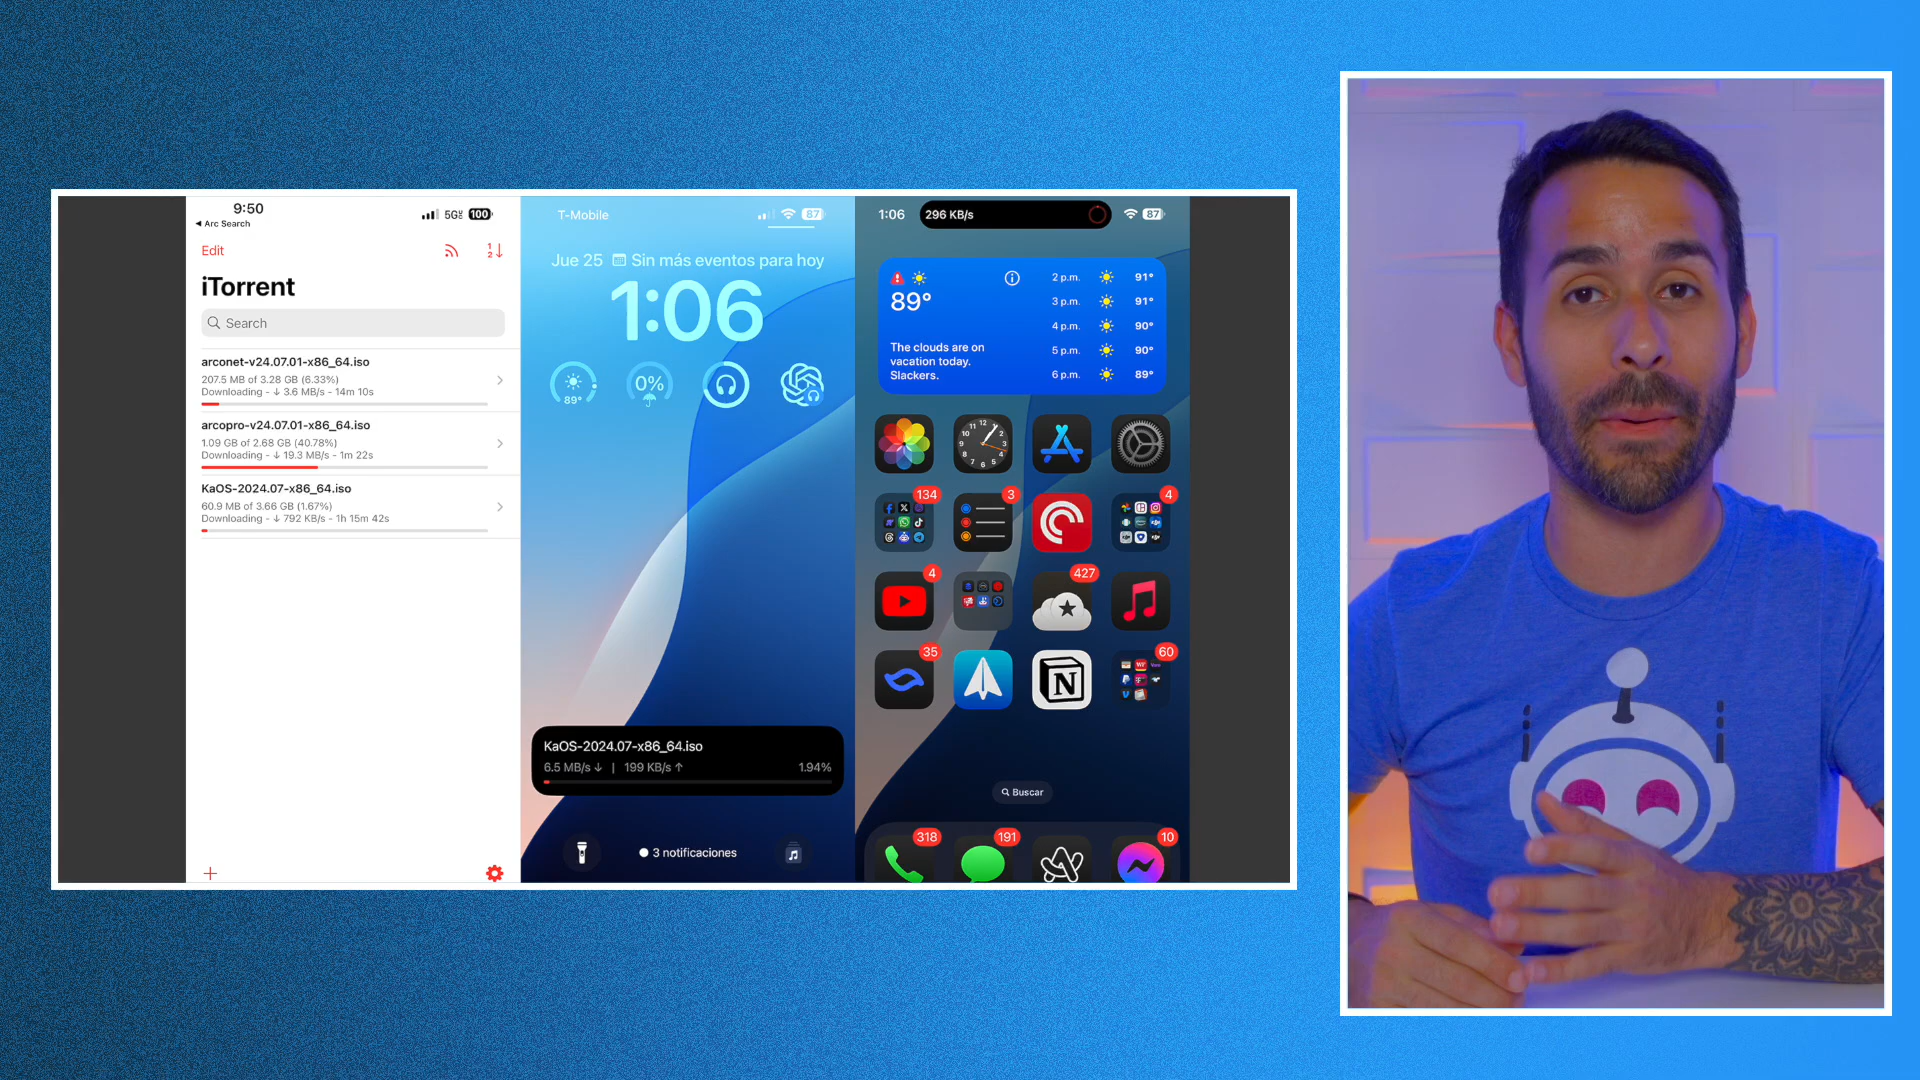 9:50
5G
100
◄ Arc Search
Edit
iTorrent
Search
arconet-v24.07.01-x86_64.iso
207.5 MB of 3.28 GB (6.33%)
Downloading - ↓ 3.6 MB/s - 14m 10s
arcopro-v24.07.01-x86_64.iso
1.09 GB of 2.68 GB (40.78%)
Downloading - ↓ 19.3 MB/s - 1m 22s
KaOS-2024.07-x86_64.iso
60.9 MB of 3.66 GB (1.67%)
Downloading - ↓ 792 KB/s - 1h 15m 42s
T-Mobile
87
Jue 25 Sin más eventos para hoy
1:06
89°
0%
KaOS-2024.07-x86_64.iso
6.5 MB/s ↓ | 199 KB/s ↑ 1.94%
3 notificaciones
1:06
296 KB/s
87
89°
The clouds are on
vacation today.
Slackers.
2 p.m. 91°
3 p.m. 91°
4 p.m. 90°
5 p.m. 90°
6 p.m. 89°
134
3
4
4
427
35
60
Buscar
318
191
10